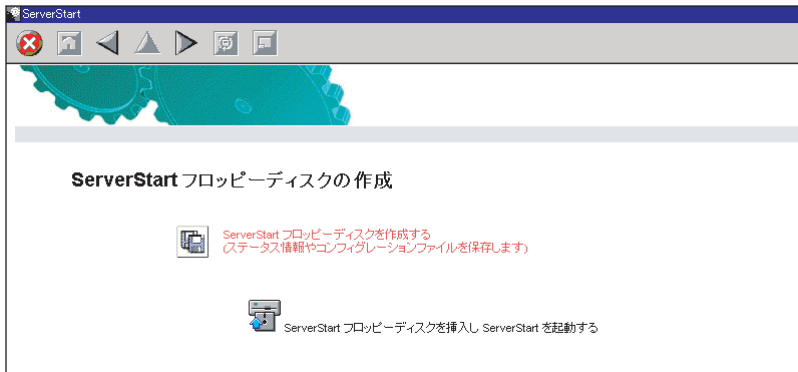 ServerStart
ServerStart フロッピーディスクの作成
ServerStart フロッピーディスクを作成する
(ステータス情報やコンフィグレーションファイルを保存します)
ServerStart フロッピーディスクを挿入し ServerStart を起動する